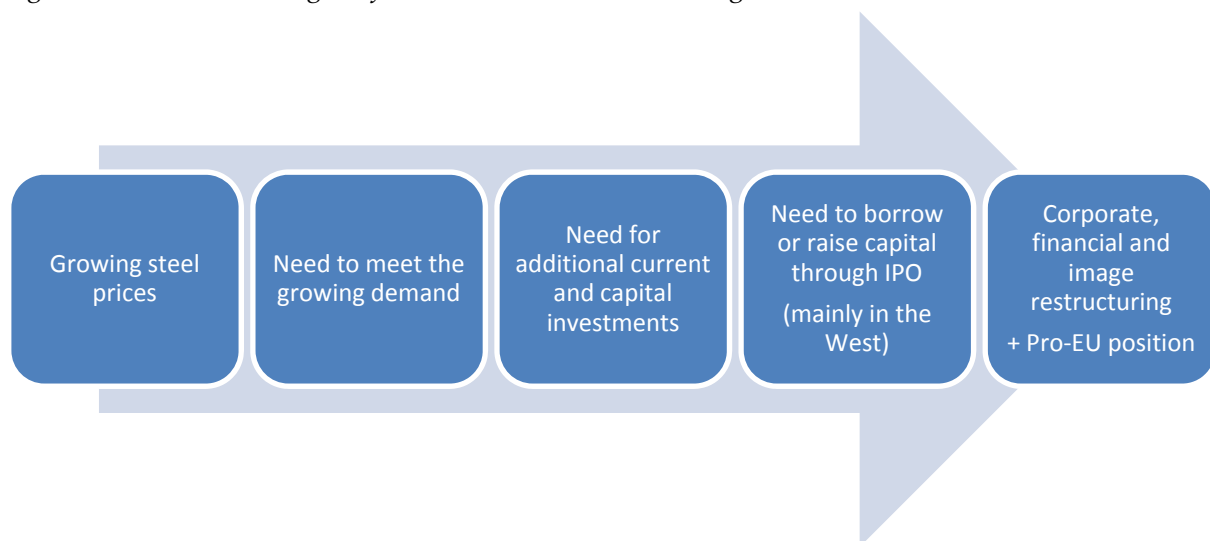 Growing steel
prices
Need to meet the
growing demand
Need for
additional current
and capital
investments
Need to borrow
or raise capital
through IPO
(mainly in the
West)
Corporate,
financial and
image
restructuring
+ Pro-EU position